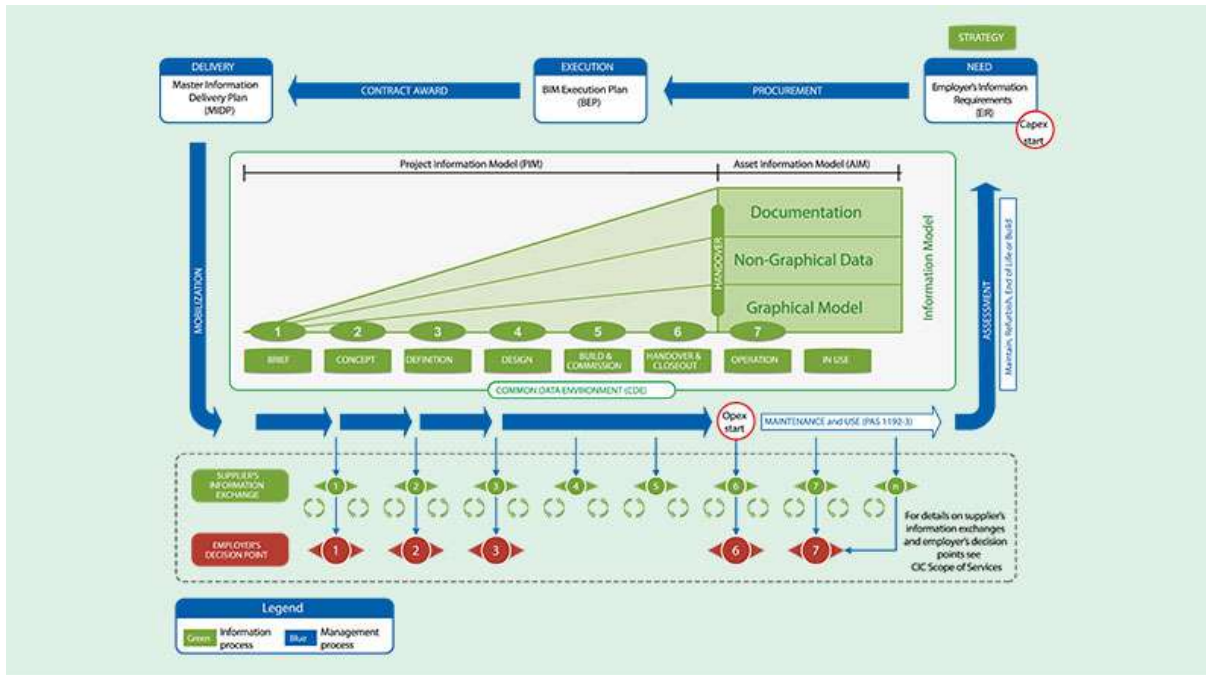 STRATEGY
DELIVERY
Master Information
Delivery Plan
(MIDP)
CONTRACT AWARD
EXECUTION
BIM Execution Plan
(BEP)
PROCUREMENT
NEED
Employer's Information
Requirements
(EIR)
Capex
start
Project Information Model (PIM)
Asset Information Model (AIM)
Documentation
Non-Graphical Data
Graphical Model
HANDOVER
Information Model
MOBILIZATION
ASSESSMENT
Maintain, Refurbish, End of Life or Build
1
2
3
4
5
6
7
BRIEF
CONCEPT
DEFINITION
DESIGN
BUILD &
COMMISSION
HANDOVER &
CLOSEOUT
OPERATION
IN USE
COMMON DATA ENVIRONMENT (CDE)
Opex
start
MAINTENANCE and USE (PAS 1192-3)
SUPPLIER'S
INFORMATION
EXCHANGE
1
2
3
4
5
6
7
n
EMPLOYER'S
DECISION POINT
1
2
3
6
7
For details on supplier's
information exchanges
and employer's decision
points see
CIC Scope of Services
Legend
Green
Information
process
Blue
Management
process